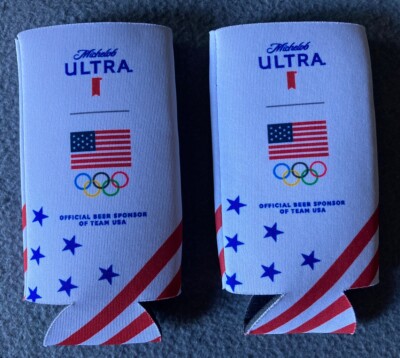 Michelob
ULTRA
OFFICIAL BEER SPONSOR
OF TEAM USA
Michelob
ULTRA
OFFICIAL BEER SPONSOR
OF TEAM USA